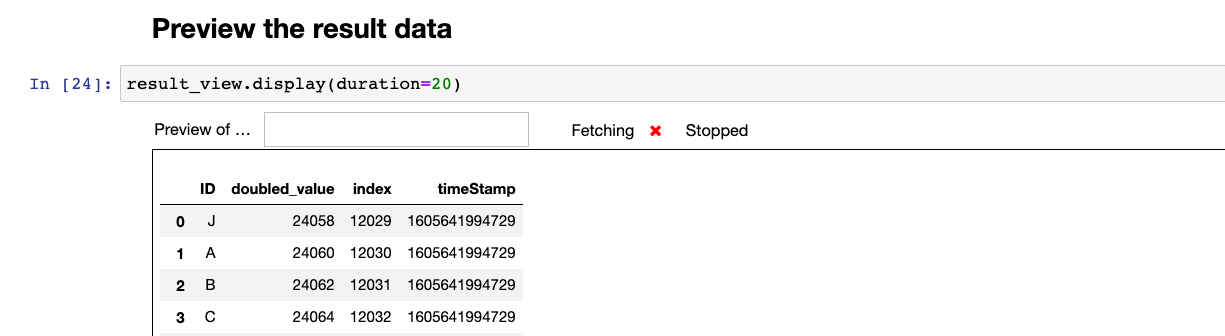 Preview the result data
In [24]: result_view.display(duration=20)
Preview of ... Fetching ✖ Stopped
ID doubled_value index timeStamp
0 J 24058 12029 1605641994729
1 A 24060 12030 1605641994729
2 B 24062 12031 1605641994729
3 C 24064 12032 1605641994729